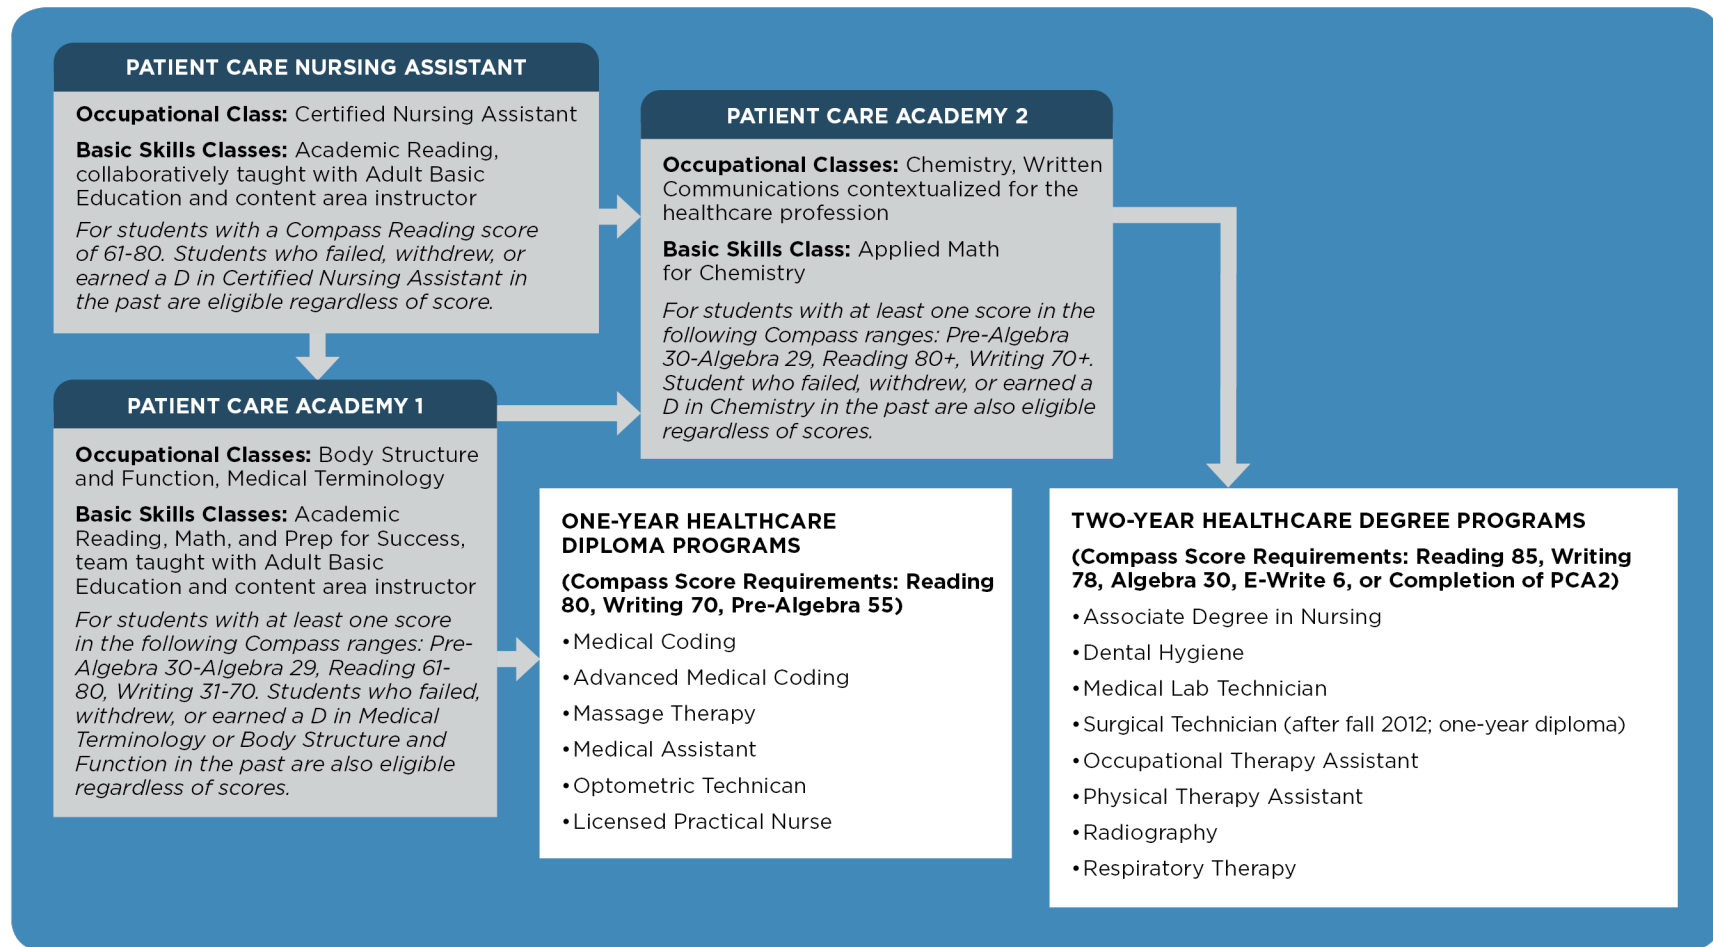 PATIENT CARE NURSING ASSISTANT
Occupational Class: Certified Nursing Assistant
Basic Skills Classes: Academic Reading,
collaboratively taught with Adult Basic
Education and content area instructor
For students with a Compass Reading score
of 61-80. Students who failed, withdrew, or
earned a D in Certified Nursing Assistant in
the past are eligible regardless of score.
PATIENT CARE ACADEMY 2
Occupational Classes: Chemistry, Written
Communications contextualized for the
healthcare profession
Basic Skills Class: Applied Math
for Chemistry
For students with at least one score in the
following Compass ranges: Pre-Algebra
30-Algebra 29, Reading 80+, Writing 70+.
Student who failed, withdrew, or earned a
D in Chemistry in the past are also eligible
regardless of scores.
PATIENT CARE ACADEMY 1
Occupational Classes: Body Structure
and Function, Medical Terminology
Basic Skills Classes: Academic
Reading, Math, and Prep for Success,
team taught with Adult Basic
Education and content area instructor
For students with at least one score
in the following Compass ranges: Pre-
Algebra 30-Algebra 29, Reading 61-
80, Writing 31-70. Students who failed,
withdrew, or earned a D in Medical
Terminology or Body Structure and
Function in the past are also eligible
regardless of scores.
ONE-YEAR HEALTHCARE
DIPLOMA PROGRAMS
(Compass Score Requirements: Reading
80, Writing 70, Pre-Algebra 55)
•Medical Coding
•Advanced Medical Coding
•Massage Therapy
•Medical Assistant
•Optometric Technican
•Licensed Practical Nurse
TWO-YEAR HEALTHCARE DEGREE PROGRAMS
(Compass Score Requirements: Reading 85, Writing
78, Algebra 30, E-Write 6, or Completion of PCA2)
•Associate Degree in Nursing
•Dental Hygiene
•Medical Lab Technician
•Surgical Technician (after fall 2012; one-year diploma)
•Occupational Therapy Assistant
•Physical Therapy Assistant
•Radiography
•Respiratory Therapy